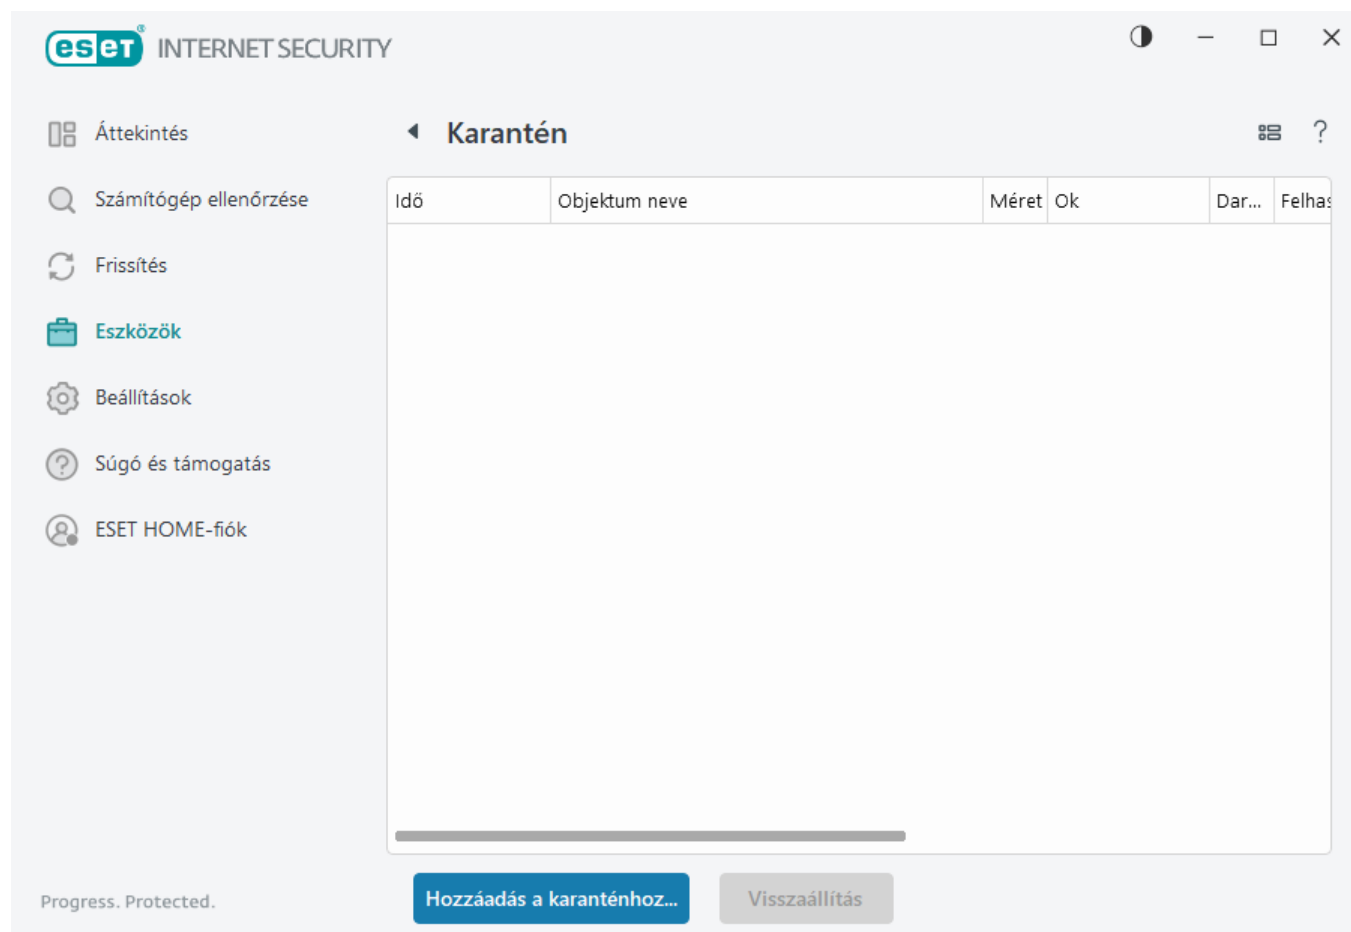 eset® INTERNET SECURITY
Áttekintés
Számítógép ellenőrzése
Frissítés
Eszközök
Beállítások
Súgó és támogatás
ESET HOME-fiók
Karantén
?
Idő Objektum neve Méret Ok Dar... Felhas
Hozzáadás a karanténhoz...
Visszaállítás
Progress. Protected.